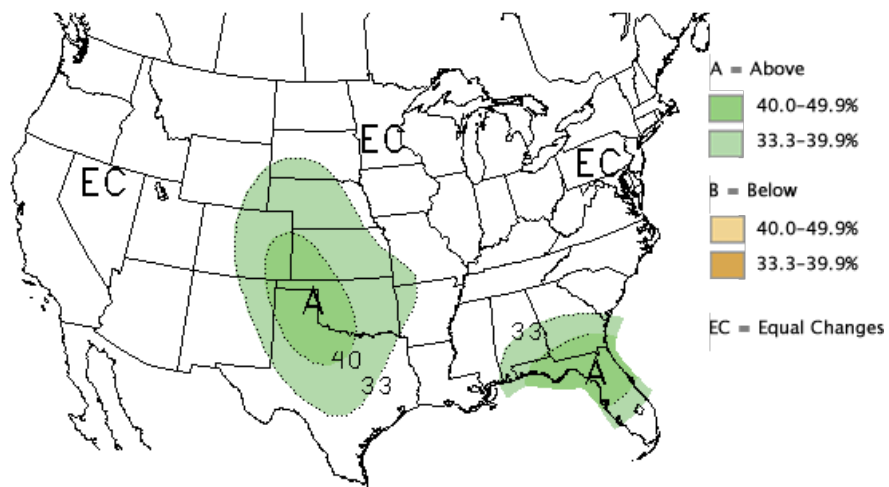 A = Above
40.0-49.9%
33.3-39.9%
B = Below
40.0-49.9%
33.3-39.9%
EC = Equal Changes
EC
EC
EC
A
40
33
33
A